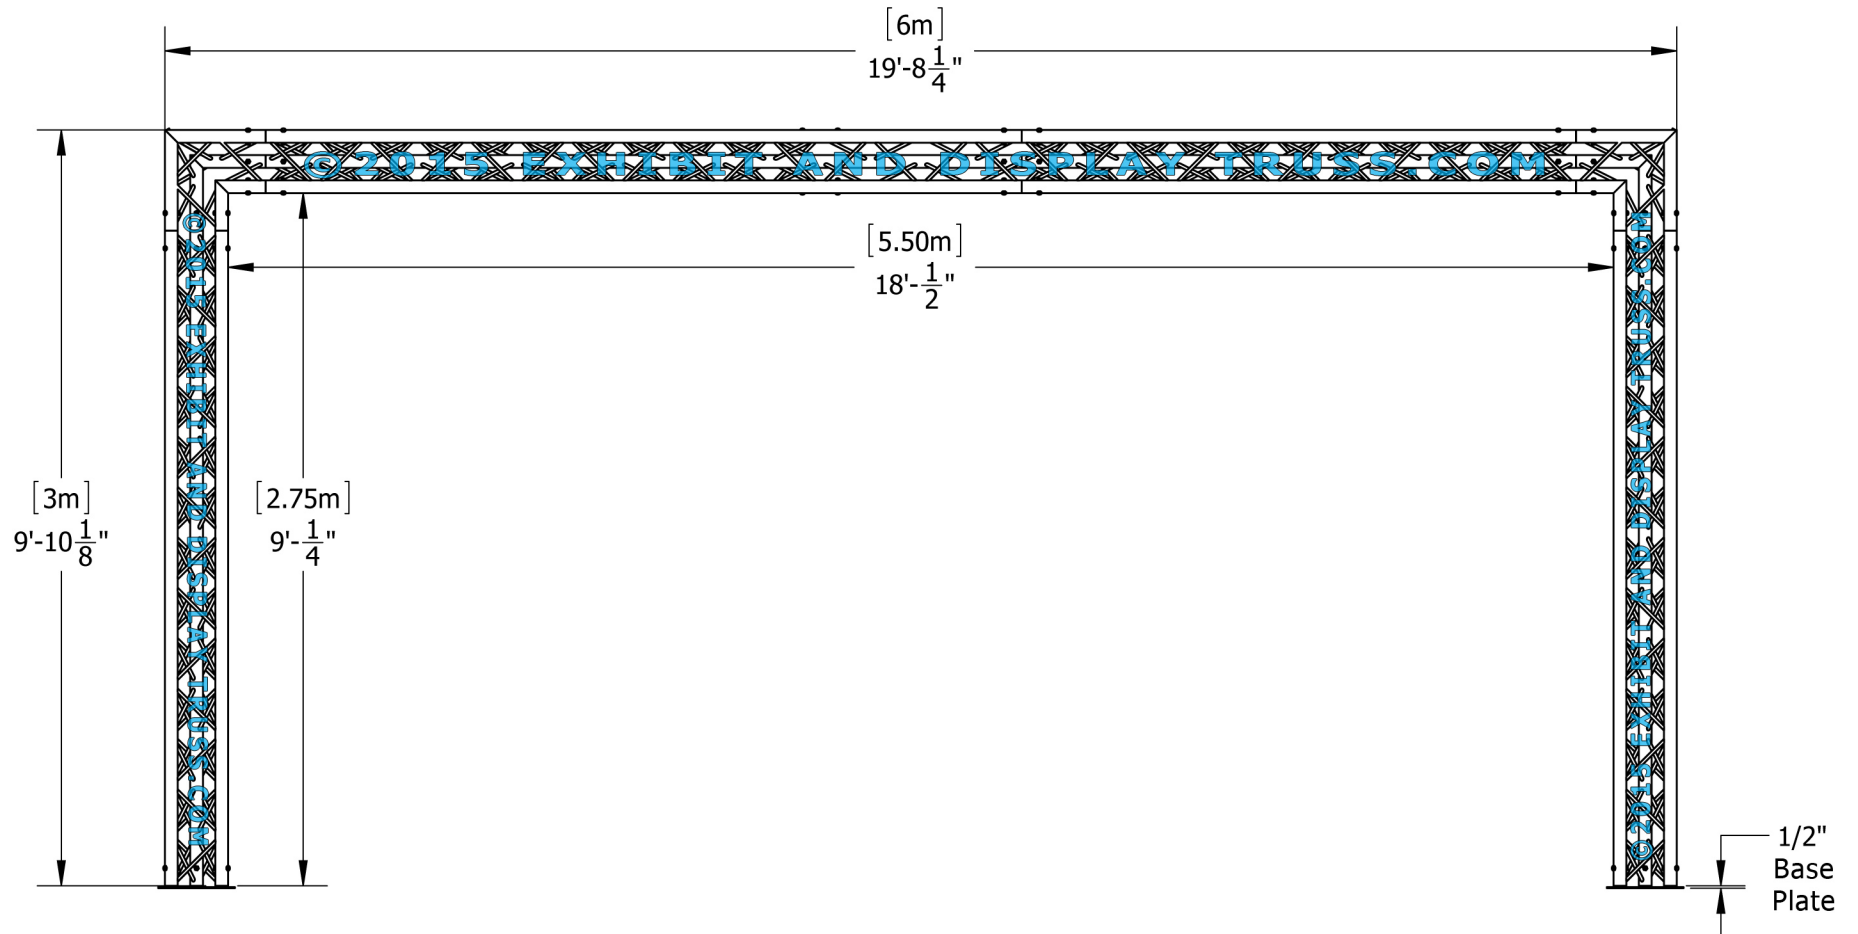 [6m]
19'-8 1/4"
©2015 EXHIBIT AND DISPLAY TRUSS.COM
[5.50m]
18'-1/2"
©2015 EXHIBIT AND DISPLAY TRUSS.COM
©2015 EXHIBIT AND DISPLAY TRUSS.COM
[3m]
9'-10 1/8"
[2.75m]
9'-1/4"
1/2"
Base
Plate